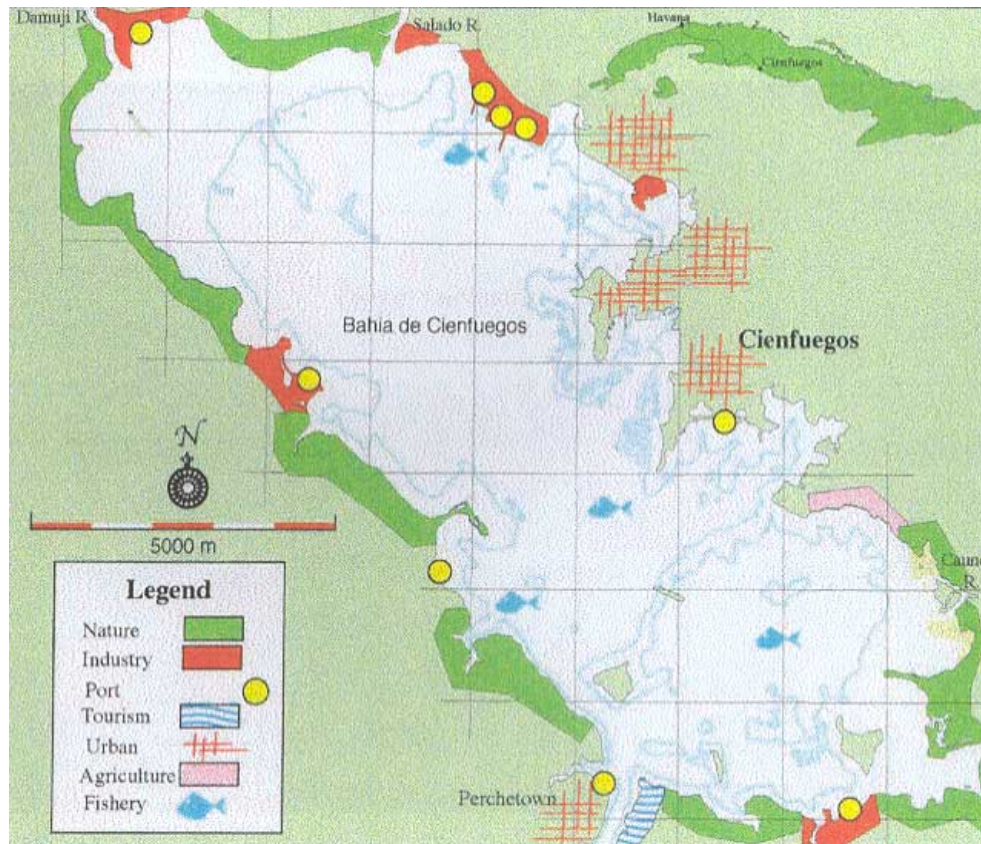 Damuji R.
Salado R.
Havana
Cienfuegos
Bahia de Cienfuegos
Cienfuegos
N
5000 m
Legend
Nature
Industry
Port
Tourism
Urban
Agriculture
Fishery
R.
Perchetown